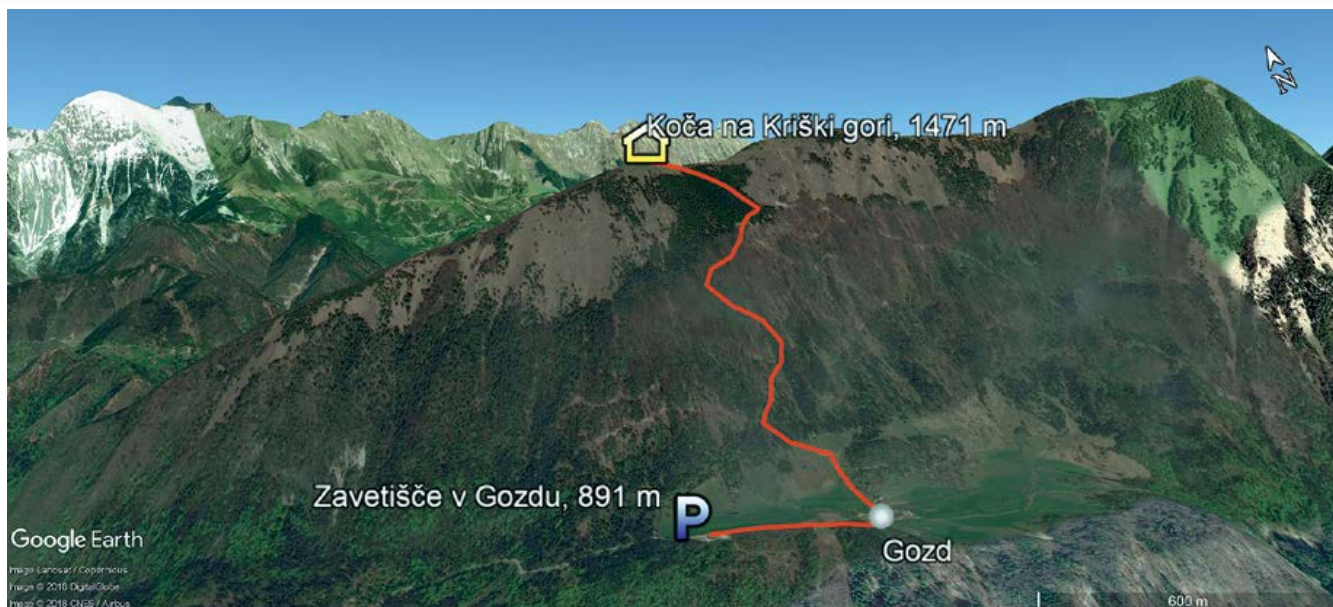 N
Koča na Kriški gori, 1471 m
Zavetišče v Gozdu, 891 m
P
Gozd
Google Earth
Image Landsat / Copernicus
Image © 2018 DigitalGlobe
Image © 2018 CNES / Airbus
600 m